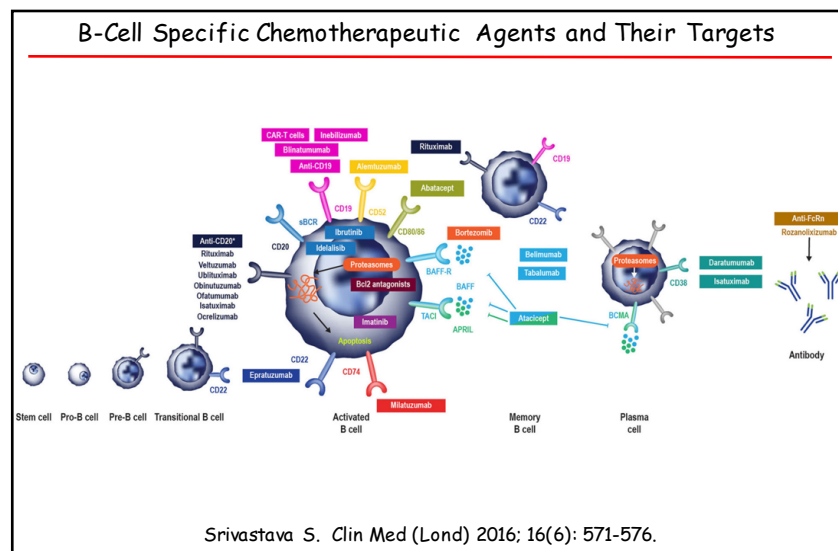 B-Cell Specific Chemotherapeutic Agents and Their Targets
CAR-T cells
Inebilizumab
Blinatumumab
Anti-CD19
Alemtuzumab
Rituximab
CD19
Abatacept
CD19
CD52
sBCR
CD80/86
CD22
Anti-FcRn
Rozanolixizumab
Ibrutinib
Idelalisib
Anti-CD20*
CD20
Rituximab
Veltuzumab
Ublituximab
Obinutuzumab
Ofatumumab
Isatuximab
Ocrelizumab
Proteasomes
Bcl2 antagonists
Bortezomib
BAFF-R
BAFF
Belimumab
Tabalumab
Proteasomes
CD38
Daratumumab
Isatuximab
Imatinib
TACI
APRIL
Atacicept
BCMA
Apoptosis
Antibody
CD22
CD22
Epratuzumab
CD74
Milatuzumab
Stem cell
Pro-B cell
Pre-B cell
Transitional B cell
Activated
B cell
Memory
B cell
Plasma
cell
Srivastava S. Clin Med (Lond) 2016; 16(6): 571-576.